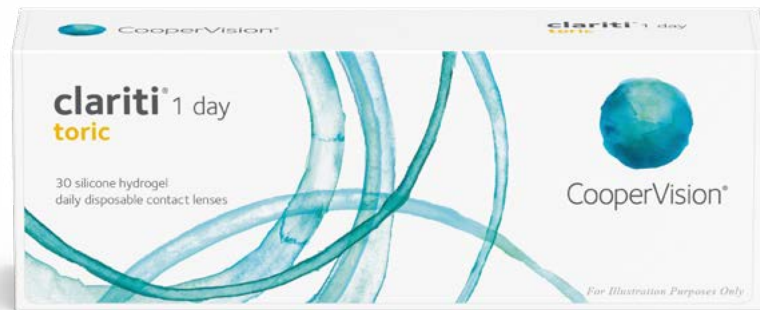 CooperVision®
clariti® 1 day
toric
clariti® 1 day
toric
30 silicone hydrogel
daily disposable contact lenses
CooperVision®
For Illustration Purposes Only